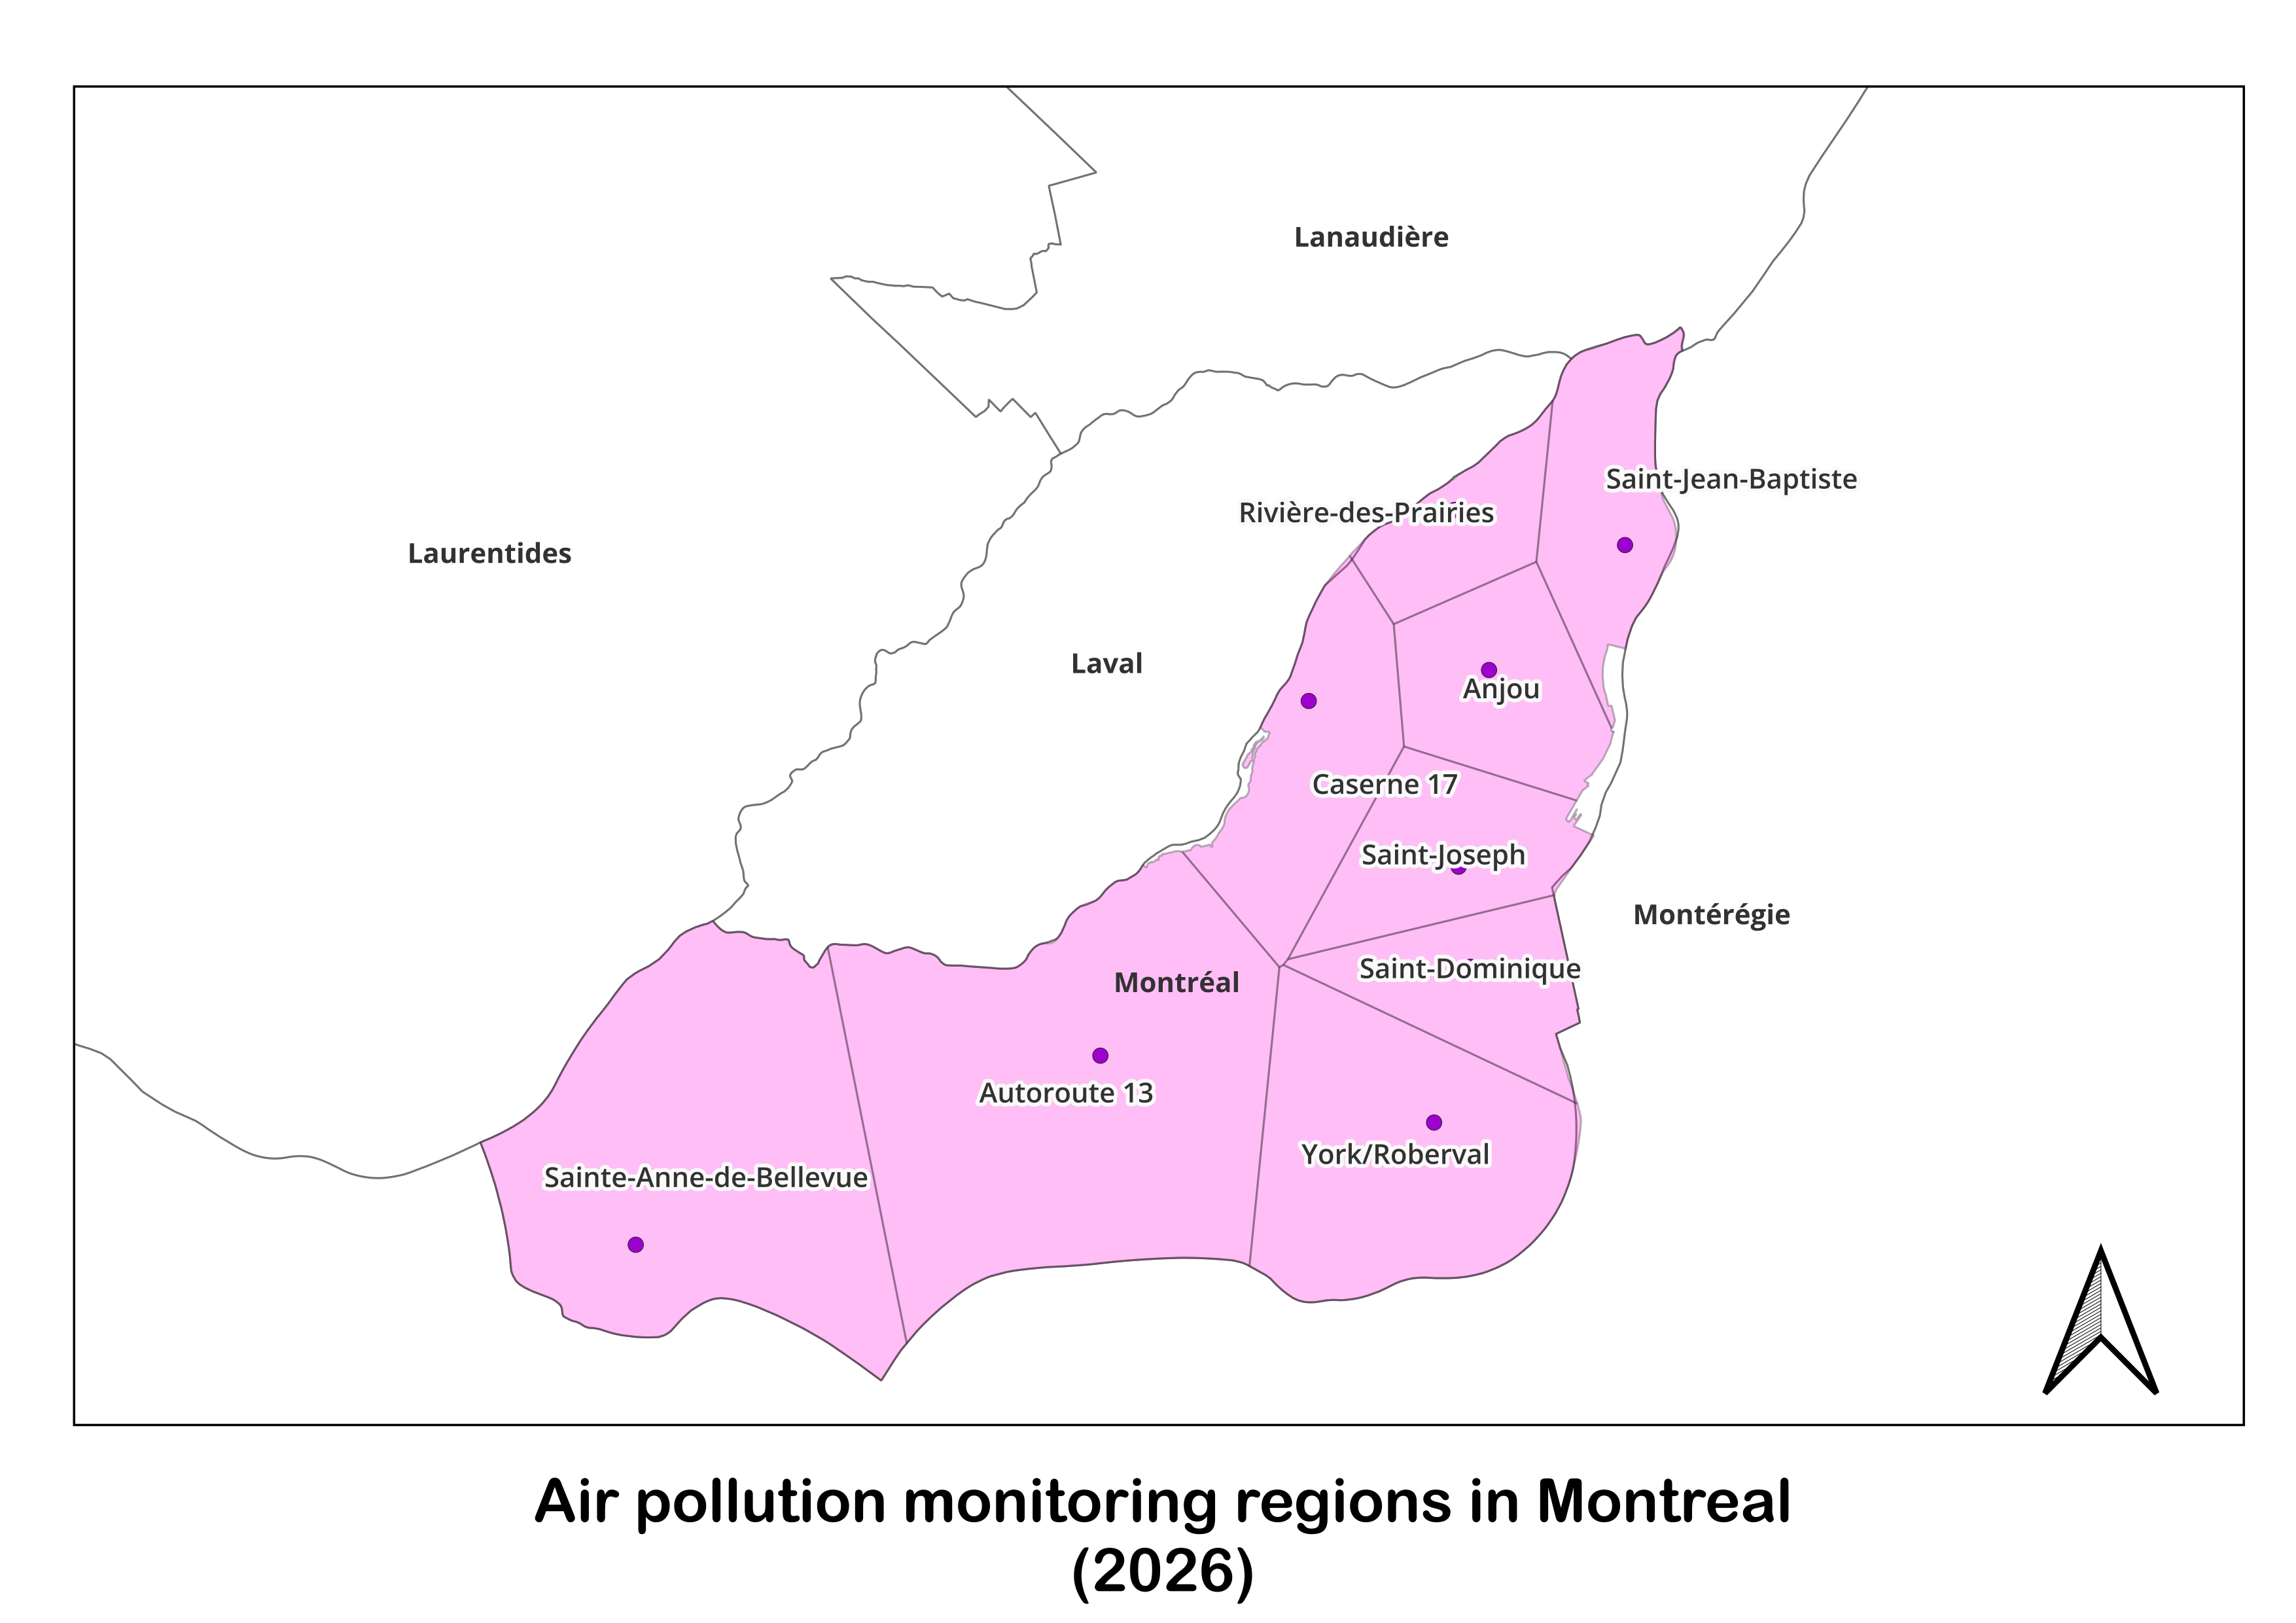 Lanaudière
Saint-Jean-Baptiste
Rivière-des-Prairies
Laurentides
Laval
Anjou
Caserne 17
Saint-Joseph
Montérégie
Saint-Dominique
Montréal
Autoroute 13
York/Roberval
Sainte-Anne-de-Bellevue
Air pollution monitoring regions in Montreal
(2026)